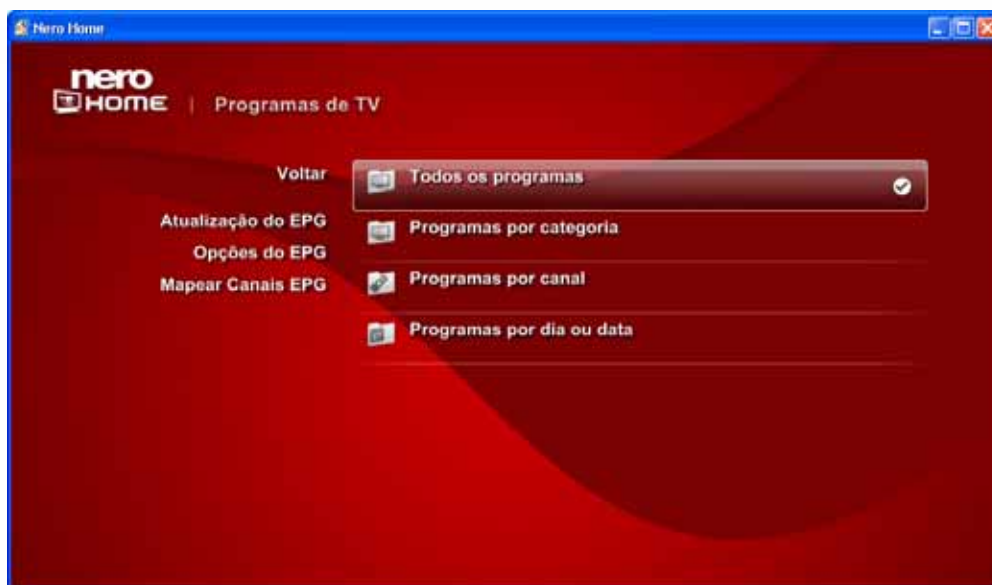 Nero Home
nero
HOME | Programas de TV
Voltar
Atualização do EPG
Opções do EPG
Mapear Canais EPG
Todos os programas
Programas por categoria
Programas por canal
Programas por dia ou data